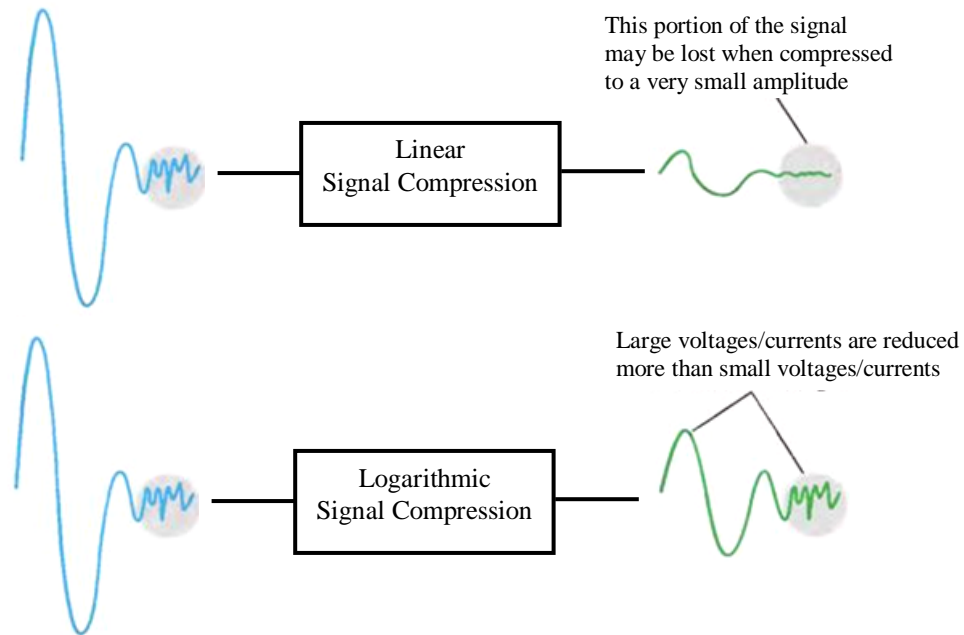 This portion of the signal
may be lost when compressed
to a very small amplitude
Linear
Signal Compression
Large voltages/currents are reduced
more than small voltages/currents
Logarithmic
Signal Compression